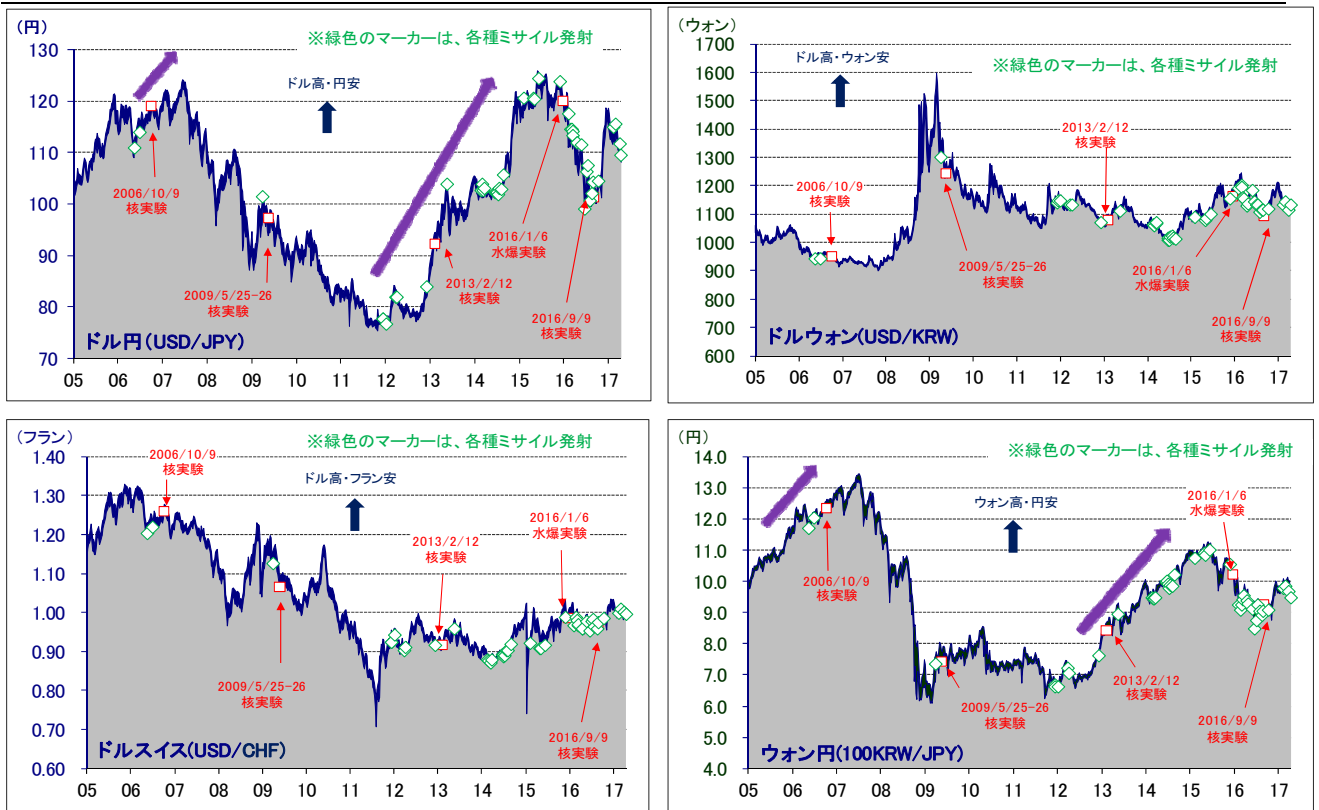 (円)
※緑色のマーカーは、各種ミサイル発射
130
120
110
100
90
80
70
ドル高・円安
2006/10/9
核実験
2009/5/25-26
核実験
2016/1/6
水爆実験
2013/2/12
核実験
2016/9/9
核実験
ドル円(USD/JPY)
05 06 07 08 09 10 11 12 13 14 15 16 17
(ウォン)
※緑色のマーカーは、各種ミサイル発射
1700
1600
1500
1400
1300
1200
1100
1000
900
800
700
600
ドル高・ウォン安
2013/2/12
核実験
2006/10/9
核実験
2009/5/25-26
核実験
2016/1/6
水爆実験
2016/9/9
核実験
ドルウォン(USD/KRW)
05 06 07 08 09 10 11 12 13 14 15 16 17
(フラン)
※緑色のマーカーは、各種ミサイル発射
1.40
1.30
1.20
1.10
1.00
0.90
0.80
0.70
0.60
2006/10/9
核実験
ドル高・フラン安
2016/1/6
水爆実験
2013/2/12
核実験
2009/5/25-26
核実験
2016/9/9
核実験
ドルスイス(USD/CHF)
05 06 07 08 09 10 11 12 13 14 15 16 17
(円)
※緑色のマーカーは、各種ミサイル発射
14.0
13.0
12.0
11.0
10.0
9.0
8.0
7.0
6.0
5.0
4.0
ウォン高・円安
2016/1/6
水爆実験
2006/10/9
核実験
2013/2/12
核実験
2009/5/25-26
核実験
2016/9/9
核実験
ウォン円(100KRW/JPY)
05 06 07 08 09 10 11 12 13 14 15 16 17